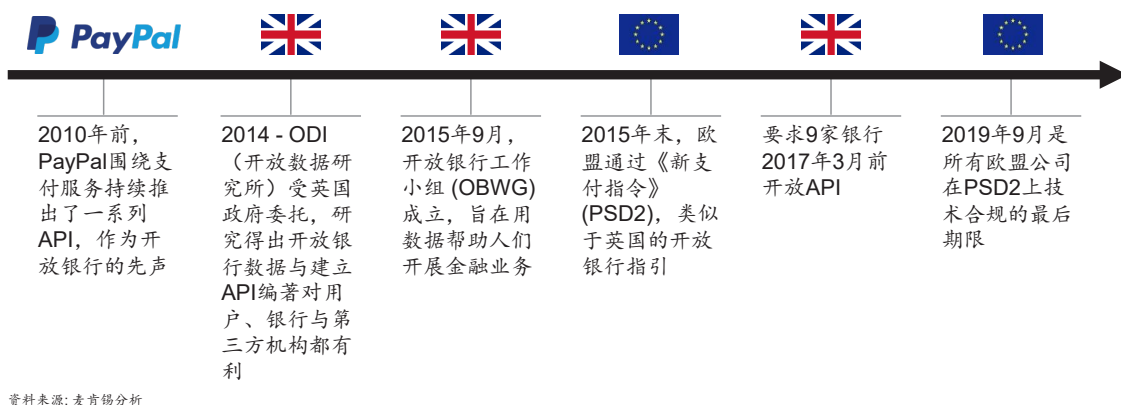 PayPal
2010年前，
PayPal围绕支
付服务持续推
出了一系列
API，作为开
放银行的先声
2014 - ODI
（开放数据研
究所）受英国
政府委托，研
究得出开放银
行数据与建立
API编著对用
户、银行与第
三方机构都有
利
2015年9月，
开放银行工作
小组 (OBWG)
成立，旨在用
数据帮助人们
开展金融业务
2015年末，欧
盟通过《新支
付指令》
(PSD2)，类似
于英国的开放
银行指引
要求9家银行
2017年3月前
开放API
2019年9月是
所有欧盟公司
在PSD2上技
术合规的最后
期限
资料来源: 麦肯锡分析